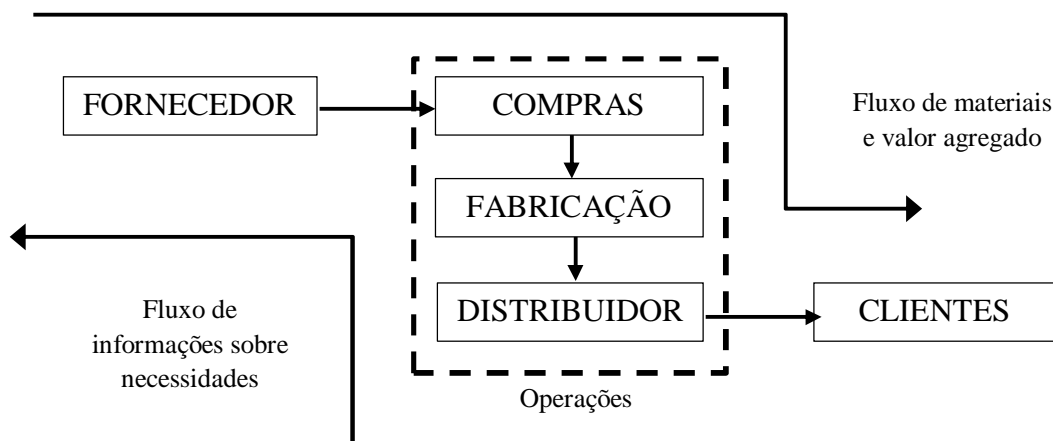 FORNECEDOR
COMPRAS
Fluxo de materiais
e valor agregado
FABRICAÇÃO
DISTRIBUIDOR
CLIENTES
Fluxo de
informações sobre
necessidades
Operações